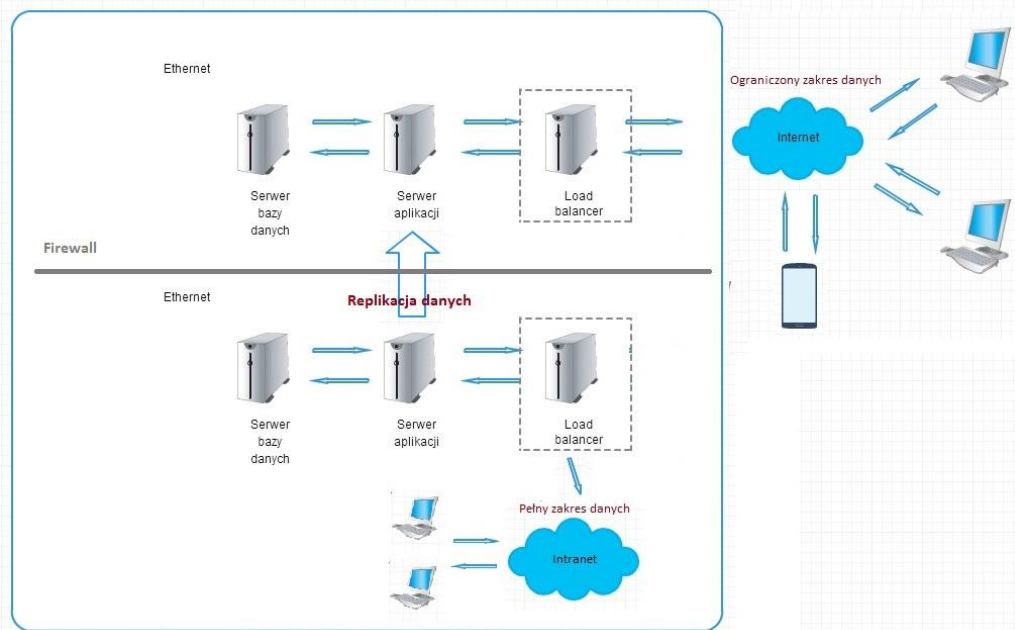 Ethernet
Ograniczony zakres danych
Internet
Serwer
bazy
danych
Serwer
aplikacji
Load
balancer
Firewall
Ethernet
Replikacja danych
Serwer
bazy
danych
Serwer
aplikacji
Load
balancer
Pełny zakres danych
Intranet